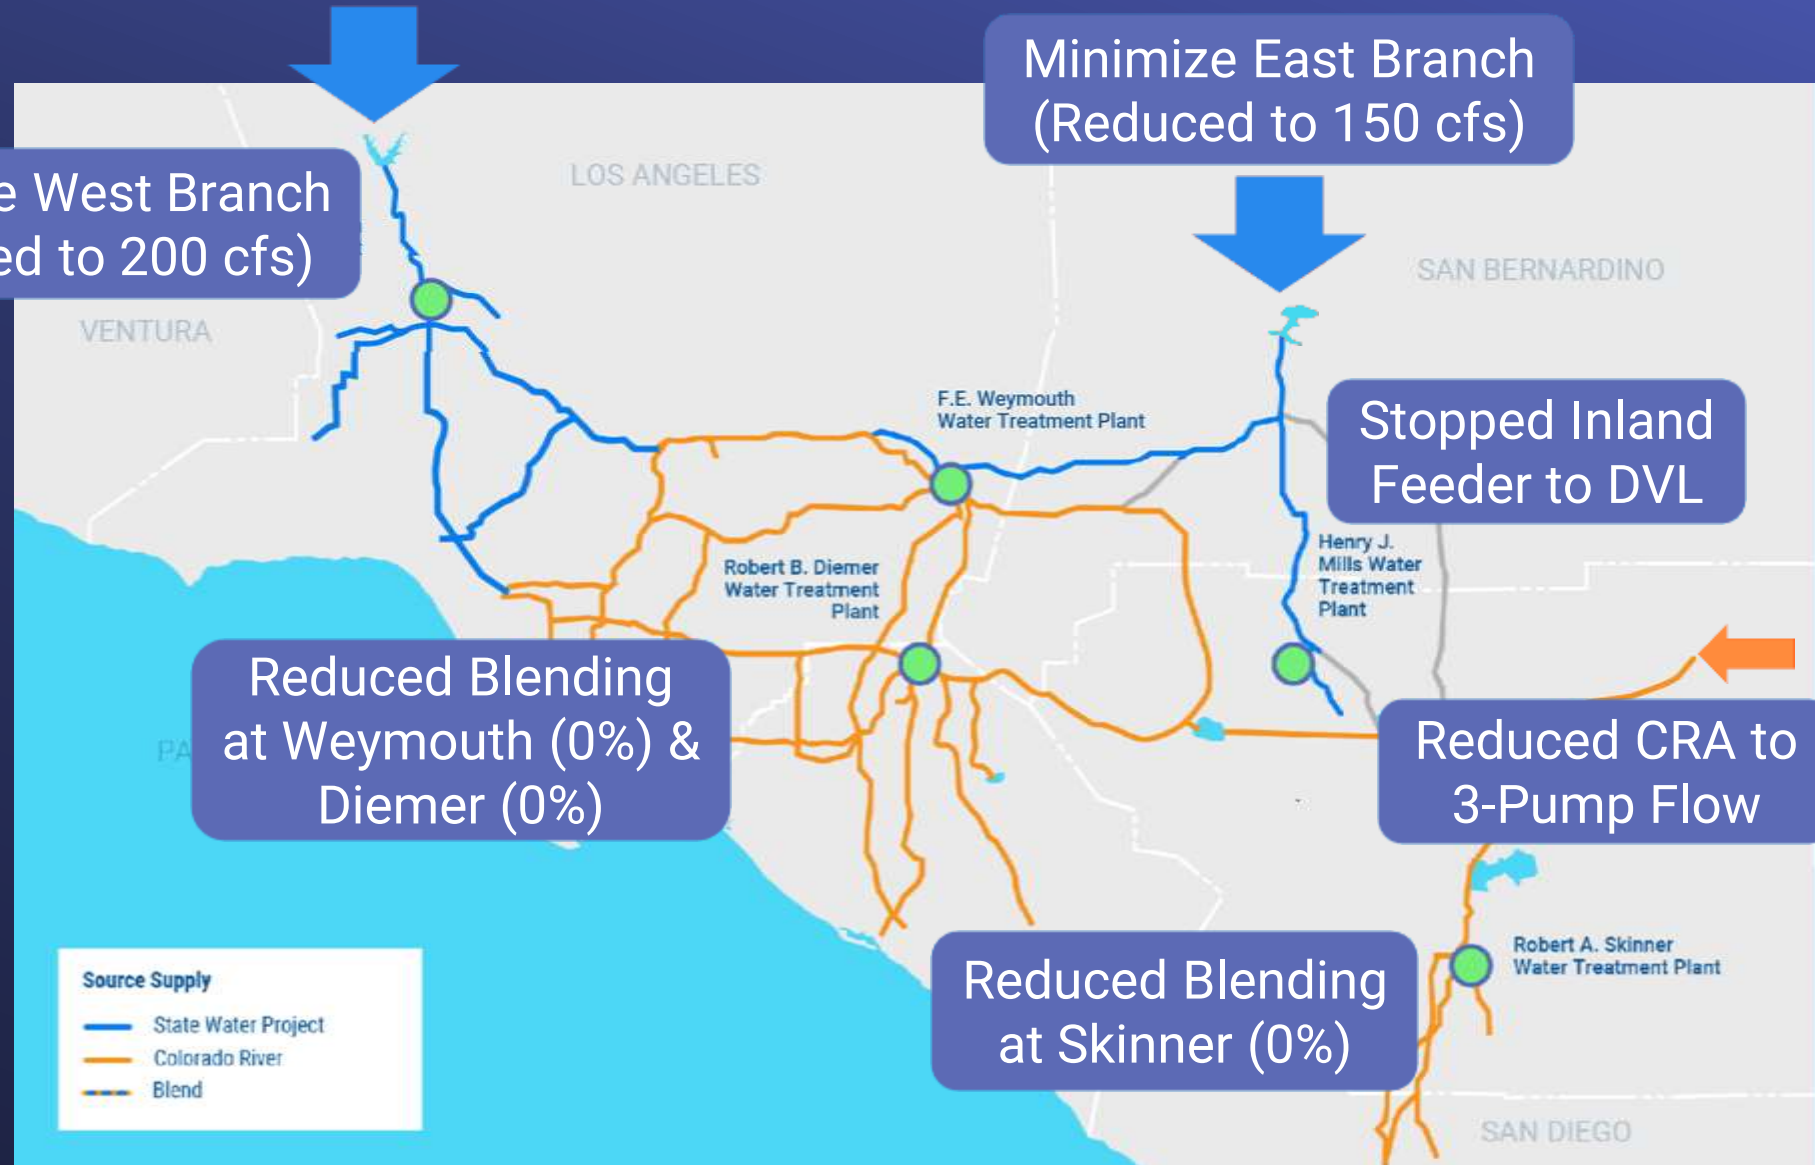 Minimize East Branch
(Reduced to 150 cfs)
LOS ANGELES
e West Branch
ed to 200 cfs)
SAN BERNARDINO
VENTURA
F.E. Weymouth
Water Treatment Plant
Stopped Inland
Feeder to DVL
Henry J.
Mills Water
Treatment
Plant
Robert B. Diemer
Water Treatment
Plant
Reduced Blending
at Weymouth (0%) &
Diemer (0%)
PA
Reduced CRA to
3-Pump Flow
Reduced Blending
at Skinner (0%)
Robert A. Skinner
Water Treatment Plant
Source Supply
State Water Project
Colorado River
Blend
SAN DIEGO